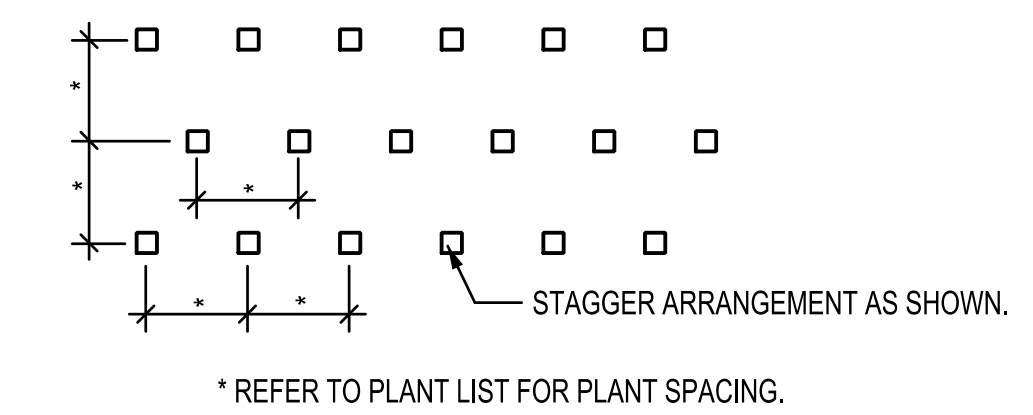 *
*
*
*
*
STAGGER ARRANGEMENT AS SHOWN.
* REFER TO PLANT LIST FOR PLANT SPACING.